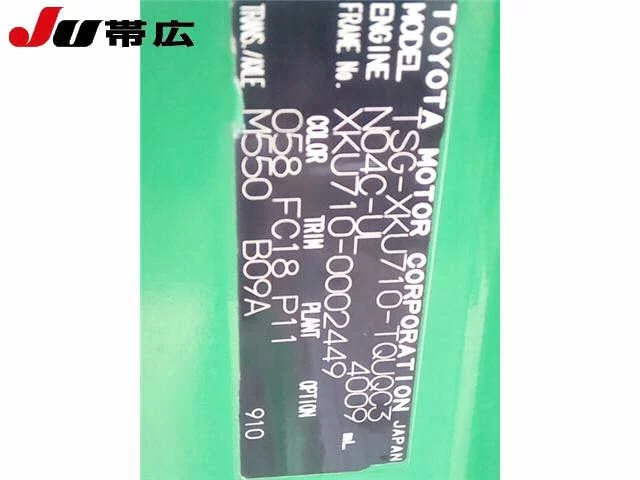 JU帯広
TOYOTA MOTOR CORPORATION JAPAN
MODEL TSG-XKU710-TQUQC3
ENGINE N04C-UL 4009 mL
FRAME No. XKU710-0002449
COLOR TRIM PLANT OPTION
058 FC18 P11
TRANS./AXLE M550 B09A 910